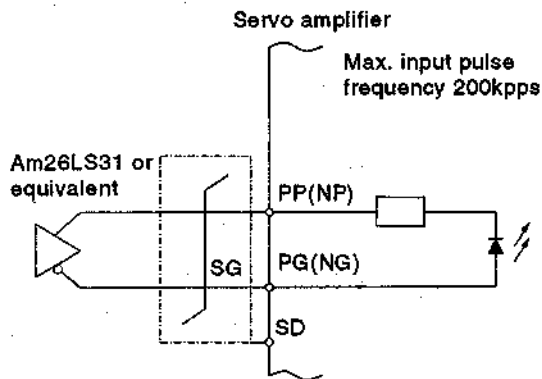 Servo amplifier
Max. input pulse
frequency 200kpps
Am26LS31 or
equivalent
PP(NP)
SG
PG(NG)
SD